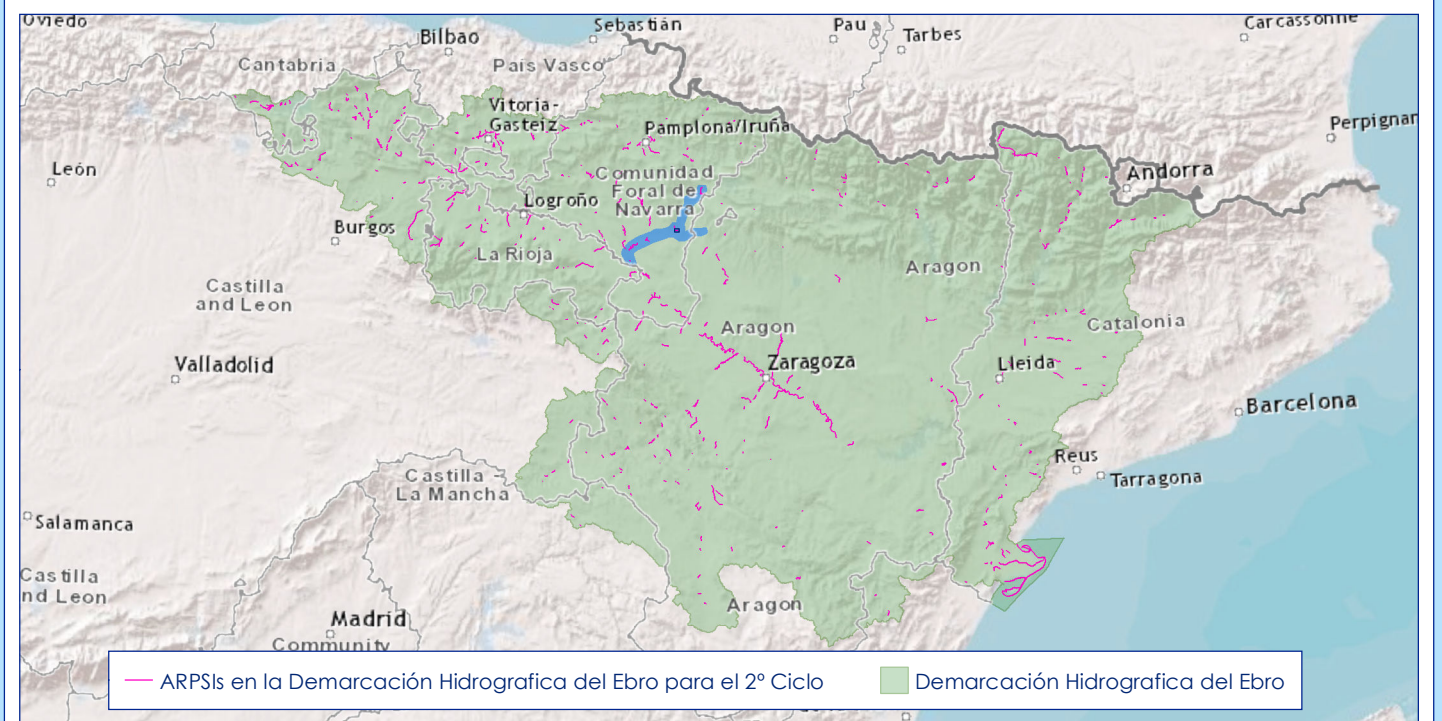 Oviedo
Sebastián
Pau
Tarbes
Carcassonne
Bilbao
Cantabria
País Vasco
Vitoria-
Gasteiz
Pamplona/Iruña
Perpignan
León
Comunidad
Foral de
Navarra
Andorra
Logroño
Burgos
La Rioja
Aragon
Castilla
and Leon
Aragon
Catalonia
Valladolid
Zaragoza
Lleida
Barcelona
Reus
Tarragona
Castilla
La Mancha
Salamanca
Castilla
nd Leon
Aragon
Madrid
Community
ARPSIs en la Demarcación Hidrografica del Ebro para el 2º Ciclo
Demarcación Hidrografica del Ebro